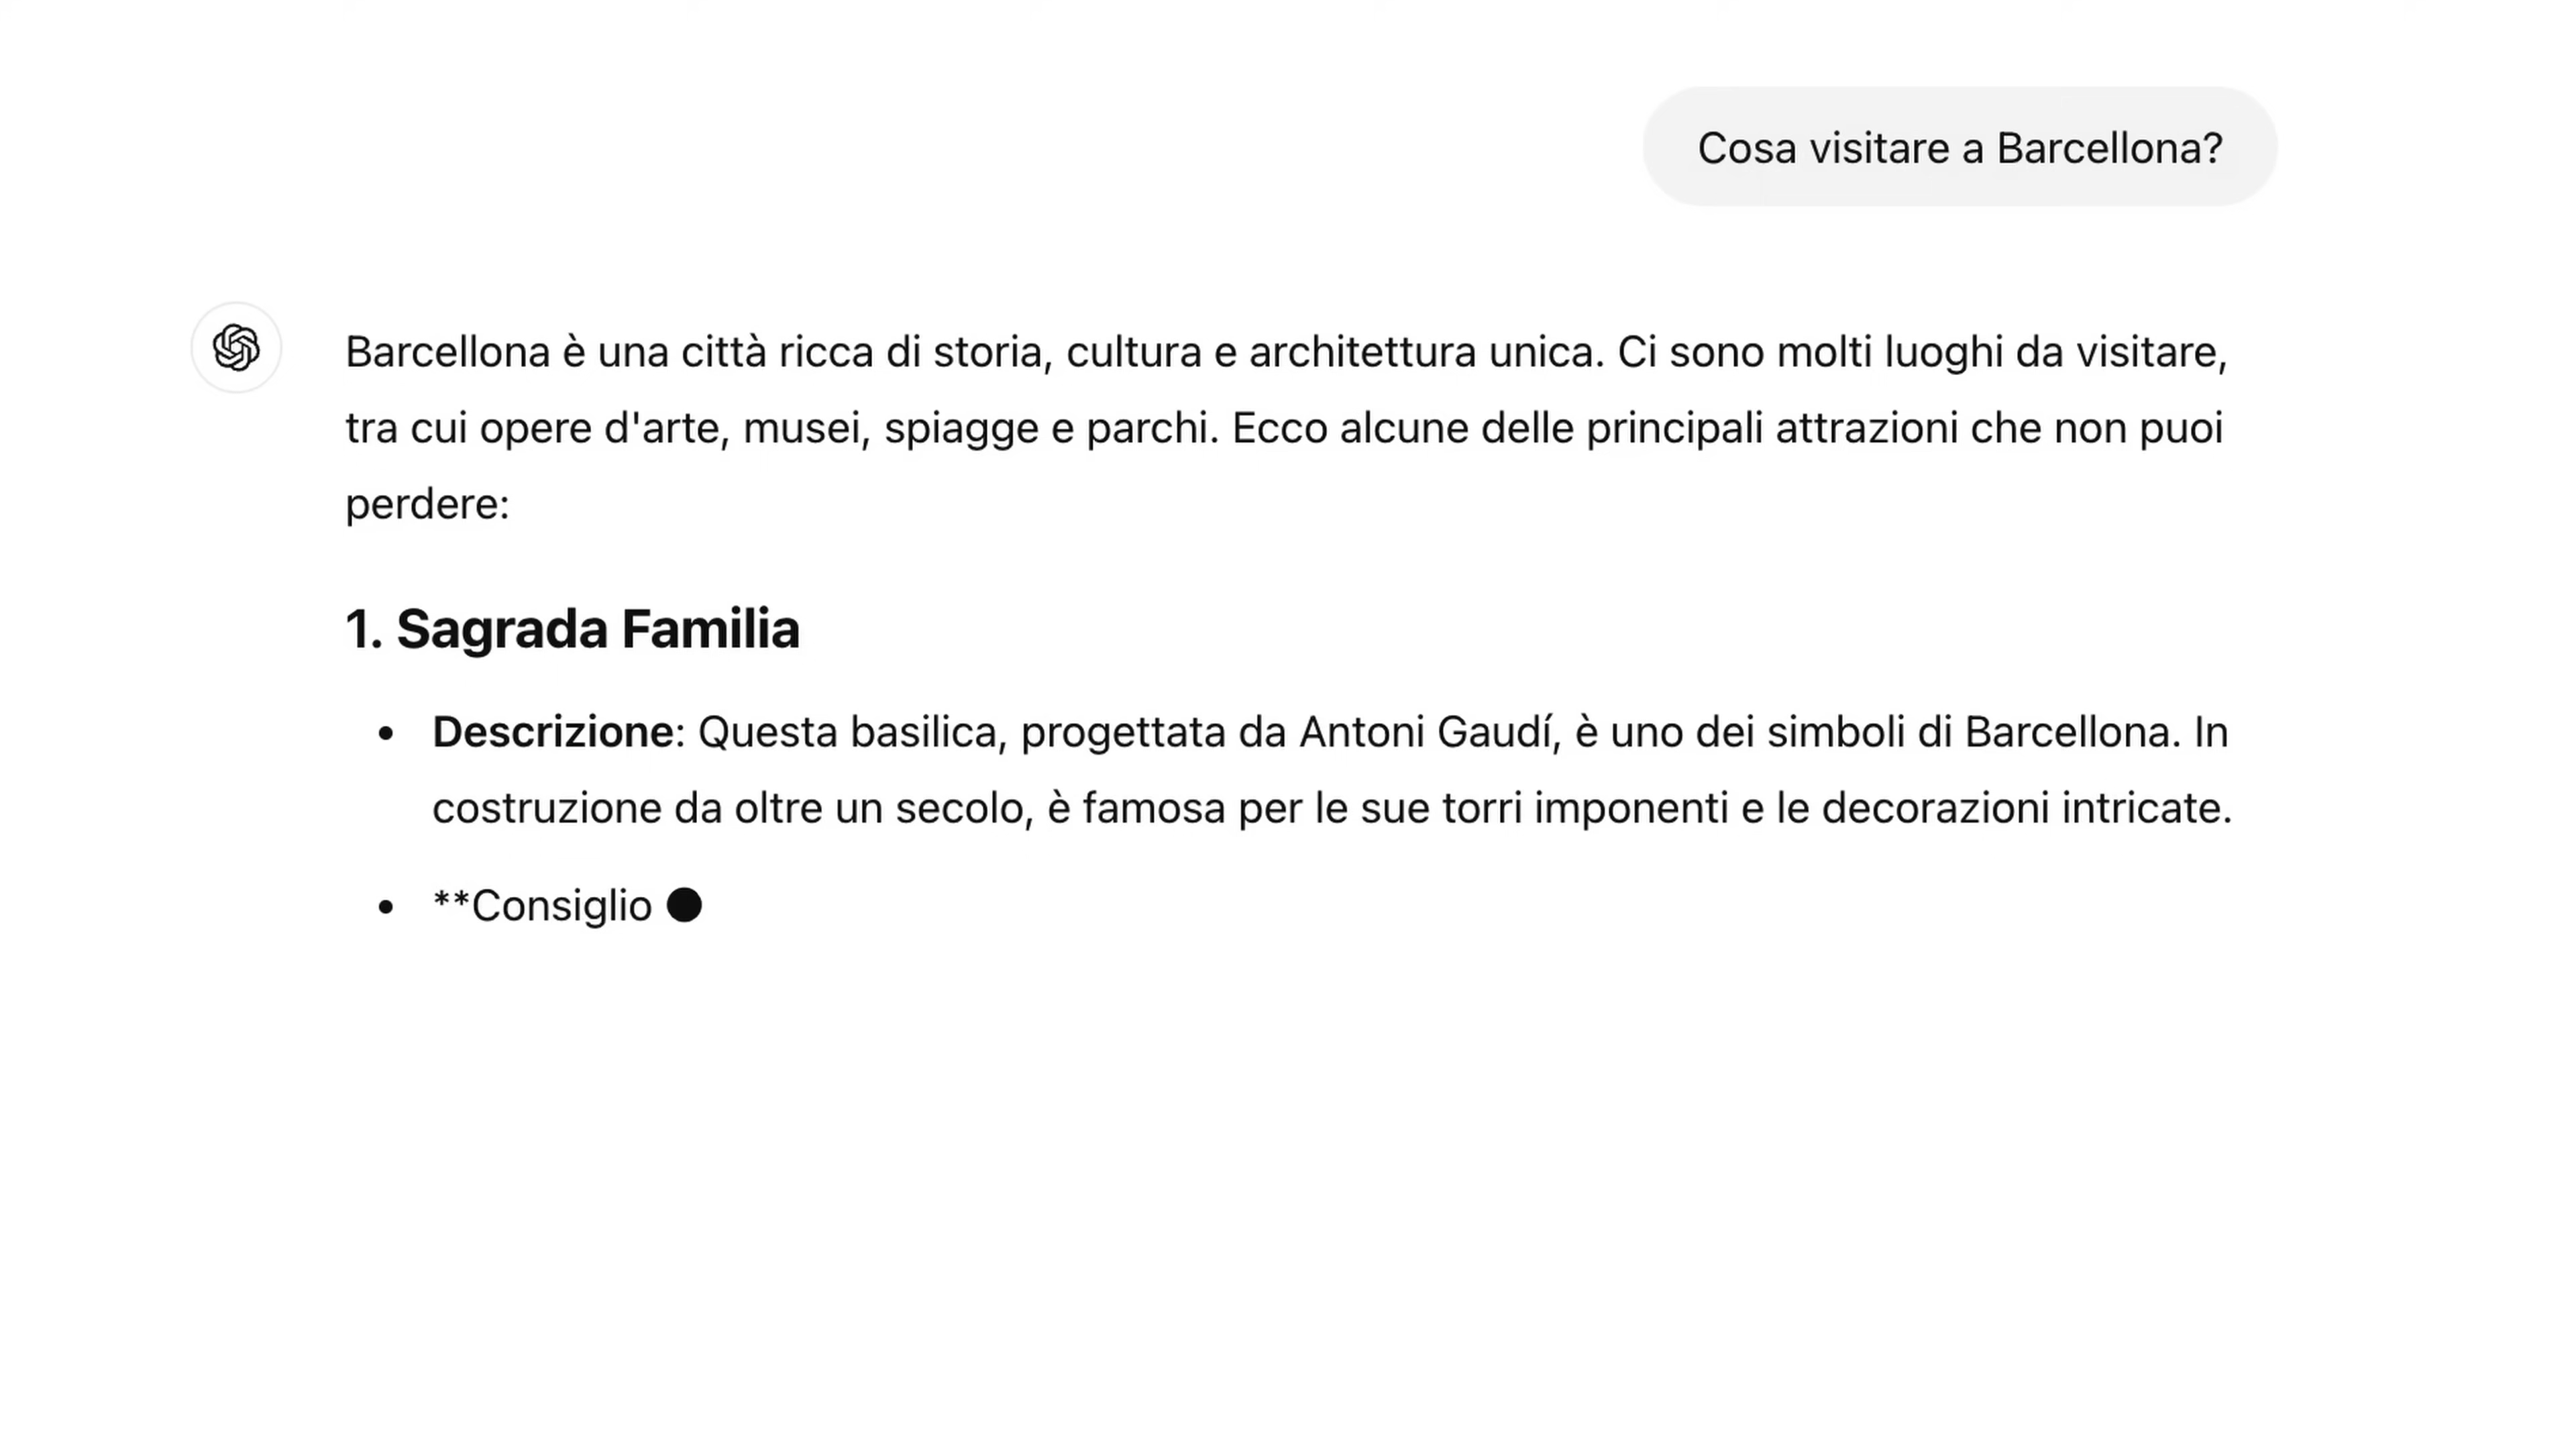 Cosa visitare a Barcellona?
Barcellona è una città ricca di storia, cultura e architettura unica. Ci sono molti luoghi da visitare,
tra cui opere d'arte, musei, spiagge e parchi. Ecco alcune delle principali attrazioni che non puoi
perdere:
1. Sagrada Familia
• Descrizione: Questa basilica, progettata da Antoni Gaudí, è uno dei simboli di Barcellona. In
costruzione da oltre un secolo, è famosa per le sue torri imponenti e le decorazioni intricate.
• **Consiglio